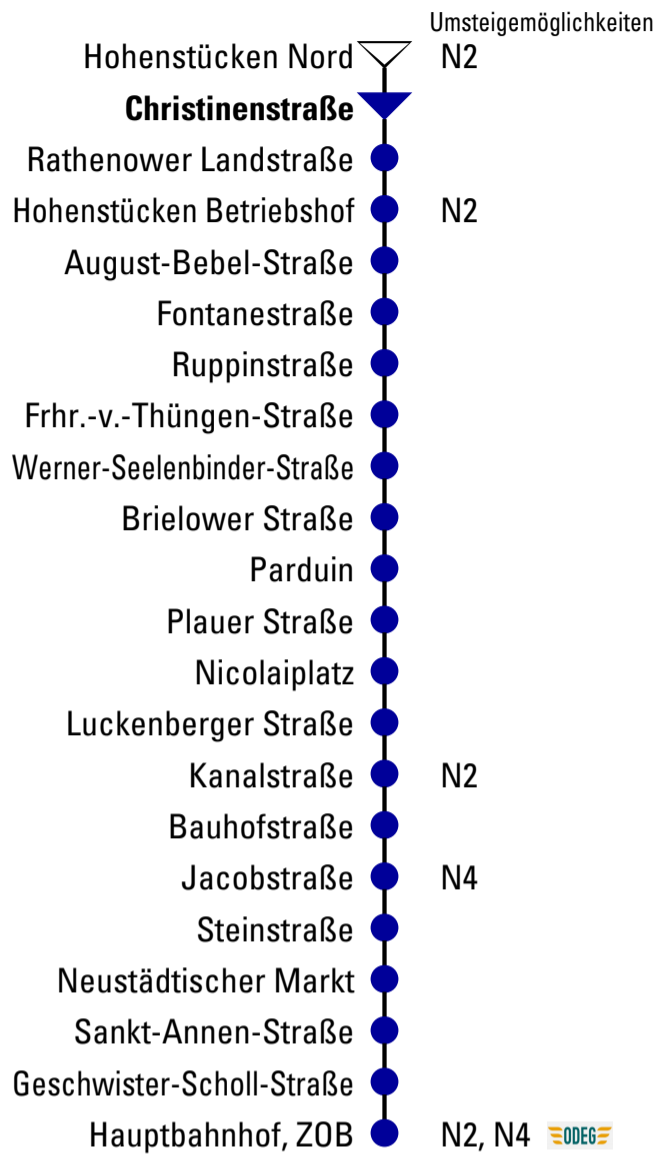 Umsteigemöglichkeiten
Hohenstücken Nord N2
Christinenstraße
Rathenower Landstraße
Hohenstücken Betriebshof N2
August-Bebel-Straße
Fontanestraße
Ruppinstraße
Frhr.-v.-Thüngen-Straße
Werner-Seelenbinder-Straße
Brielower Straße
Parduin
Plauer Straße
Nicolaiplatz
Luckenberger Straße
Kanalstraße N2
Bauhofstraße
Jacobstraße N4
Steinstraße
Neustädtischer Markt
Sankt-Annen-Straße
Geschwister-Scholl-Straße
Hauptbahnhof, ZOB N2, N4 ODEG